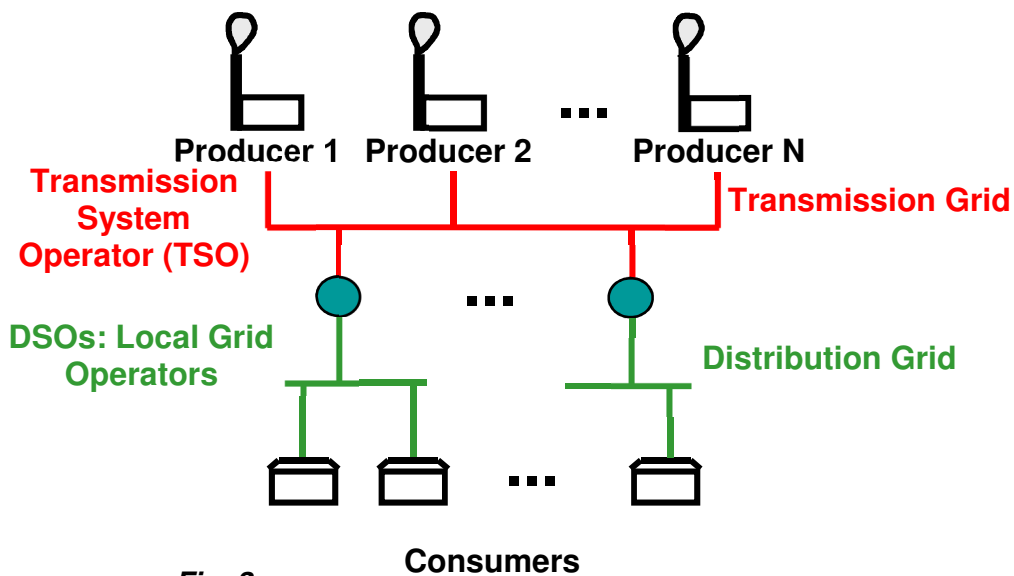 Producer 1 Producer 2 Producer N
Transmission
System
Operator (TSO)
Transmission Grid
DSOs: Local Grid
Operators
Distribution Grid
Consumers